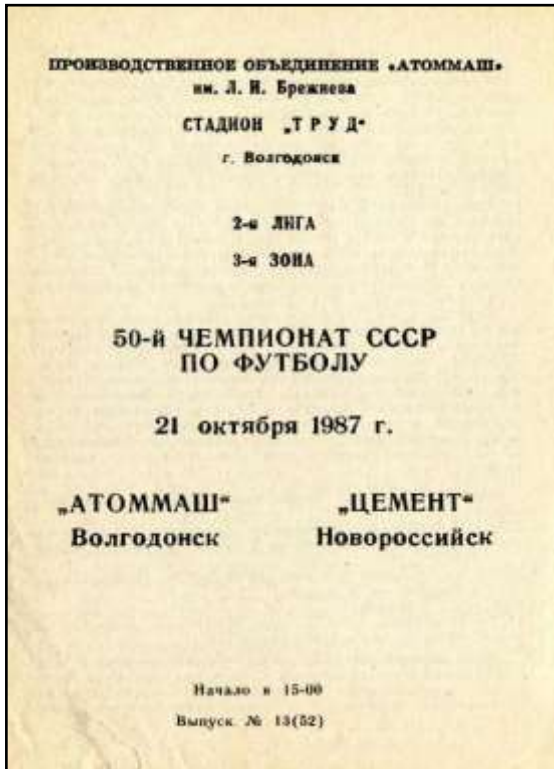 ПРОИЗВОДСТВЕННОЕ ОБЪЕДИНЕНИЕ «АТОММАШ»
им. Л. И. Брежнева
СТАДИОН „ТРУД“
г. Волгодонск
2-я ЛИГА
3-я ЗОНА
50-й ЧЕМПИОНАТ СССР
ПО ФУТБОЛУ
21 октября 1987 г.
„АТОММАШ“ „ЦЕМЕНТ“
Волгодонск Новороссийск
Начало в 15-00
Выпуск № 13(52)